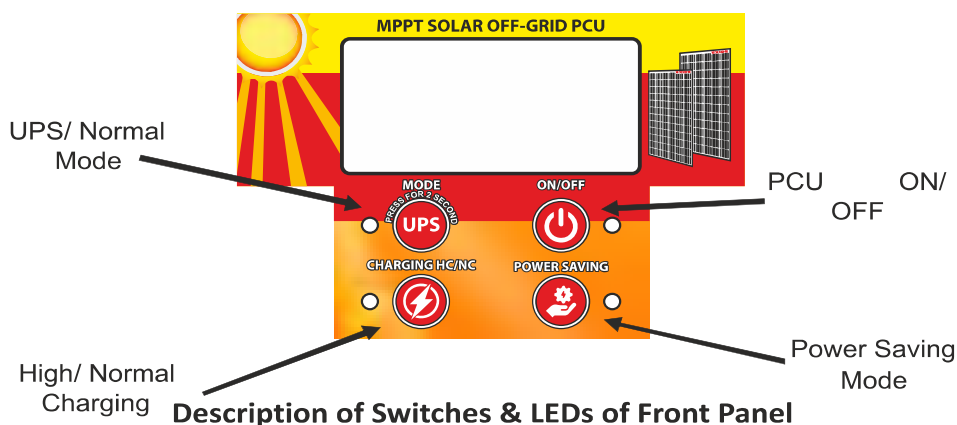 MPPT SOLAR OFF-GRID PCU
UPS/ Normal
Mode
MODE
PRESS FOR 2 SECOND
UPS
ON/OFF
PCU ON/
OFF
CHARGING HC/NC
POWER SAVING
High/ Normal
Charging
Power Saving
Mode
Description of Switches & LEDs of Front Panel